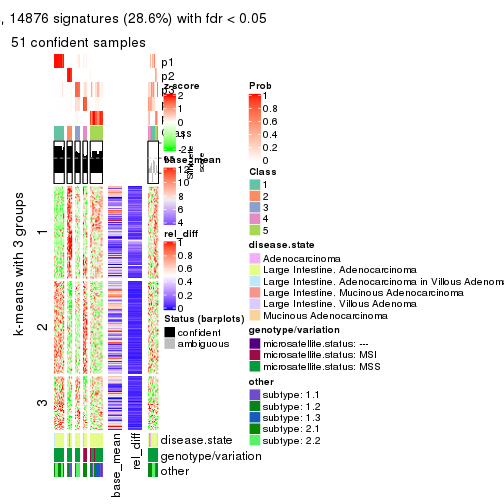 , 14876 signatures (28.6%) with fdr < 0.05
51 confident samples
p1
p2
z-score
2
1
0
-2
Prob
1
0.8
0.6
0.4
0.2
0
Class
base_mean
12
10
8
6
4
Silhouette
score
rel_diff
1
0.8
0.6
0.4
0.2
0
Status (barplots)
confident
ambiguous
Class
1
2
3
4
5
disease.state
Adenocarcinoma
Large Intestine. Adenocarcinoma
Large Intestine. Adenocarcinoma in Villous Adenom
Large Intestine. Mucinous Adenocarcinoma
Large Intestine. Villous Adenoma
Mucinous Adenocarcinoma
genotype/variation
microsatellite.status: ---
microsatellite.status: MSI
microsatellite.status: MSS
other
subtype: 1.1
subtype: 1.2
subtype: 1.3
subtype: 2.1
subtype: 2.2
k-means with 3 groups
1
2
3
disease.state
genotype/variation
other
base_mean
rel_diff